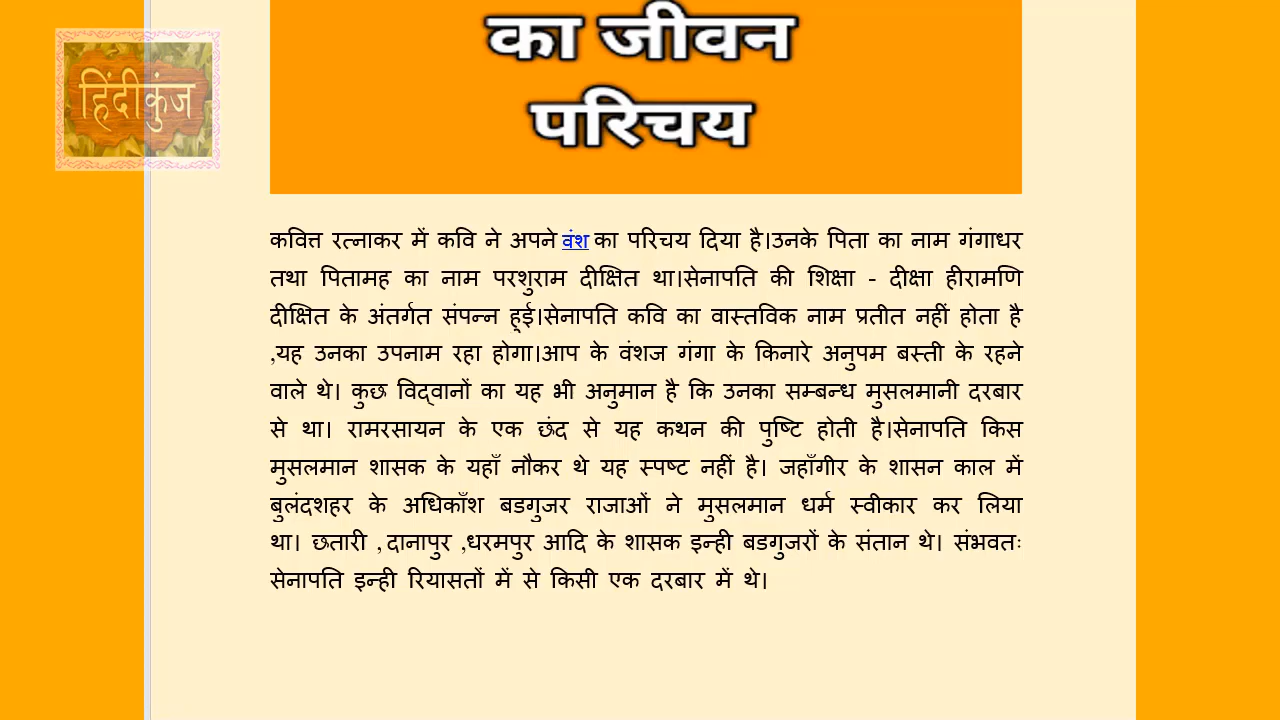 का जीवन
परिचय
हिंदीकुंज
कवित्त रत्नाकर में कवि ने अपने वंश का परिचय दिया है।उनके पिता का नाम गंगाधर
तथा पितामह का नाम परशुराम दीक्षित था।सेनापति की शिक्षा - दीक्षा हीरामणि
दीक्षित के अंतर्गत संपन्न हूई।सेनापति कवि का वास्तविक नाम प्रतीत नहीं होता है
,यह उनका उपनाम रहा होगा।आप के वंशज गंगा के किनारे अनुपम बस्ती के रहने
वाले थे। कुछ विद्वानों का यह भी अनुमान है कि उनका सम्बन्ध मुसलमानी दरबार
से था। रामरसायन के एक छंद से यह कथन की पुष्टि होती है।सेनापति किस
मुसलमान शासक के यहाँ नौकर थे यह स्पष्ट नहीं है। जहाँगीर के शासन काल में
बुलंदशहर के अधिकाँश बडगुजर राजाओं ने मुसलमान धर्म स्वीकार कर लिया
था। छतारी , दानापुर ,धरमपुर आदि के शासक इन्ही बडगुजरों के संतान थे। संभवतः
सेनापति इन्ही रियासतों में से किसी एक दरबार में थे।